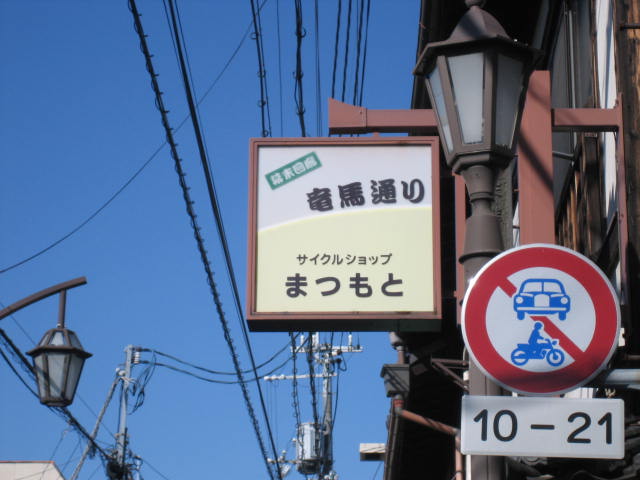 幕末回廊
竜馬通り
サイクルショップ
まつもと
10-21